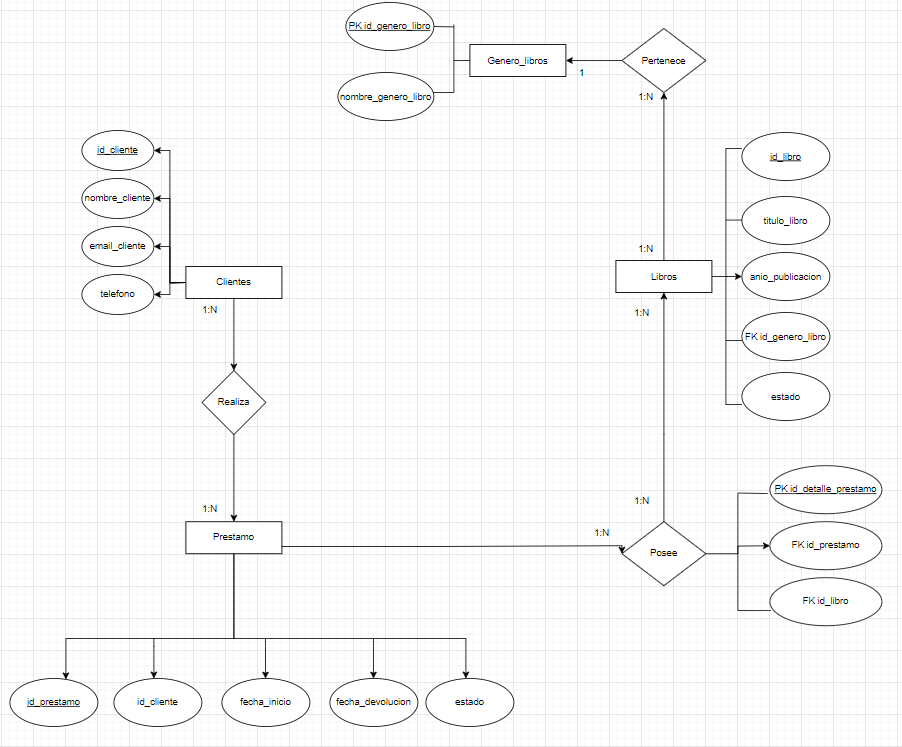 PK id_genero_libro
Genero_libros
Pertenece
1
nombre_genero_libro
1:N
id_cliente
id_libro
nombre_cliente
titulo_libro
email_cliente
1:N
Clientes
Libros
anio_publicacion
telefono
1:N
1:N
FK id_genero_libro
Realiza
estado
PK id_detalle_prestamo
1:N
1:N
1:N
Prestamo
Posee
FK id_prestamo
FK id_libro
id_prestamo
id_cliente
fecha_inicio
fecha_devolucion
estado